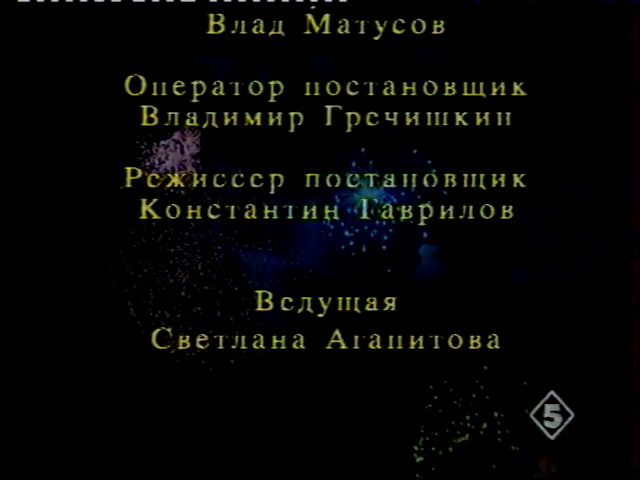 Влад Матусов
Оператор постановщик
Владимир Гречишкин
Режиссер постановщик
Константин Гаврилов
Ведущая
Светлана Агапитова
5